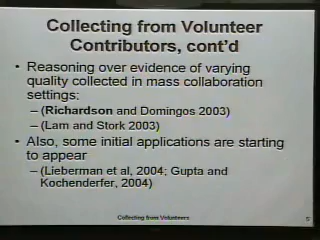 Collecting from Volunteer
Contributors, cont'd
• Reasoning over evidence of varying
quality collected in mass collaboration
settings:
– (Richardson and Domingos 2003)
– (Lam and Stork 2003)
• Also, some initial applications are starting
to appear
– (Lieberman et al, 2004; Gupta and
Kochenderfer, 2004)
Collecting from Volunteers